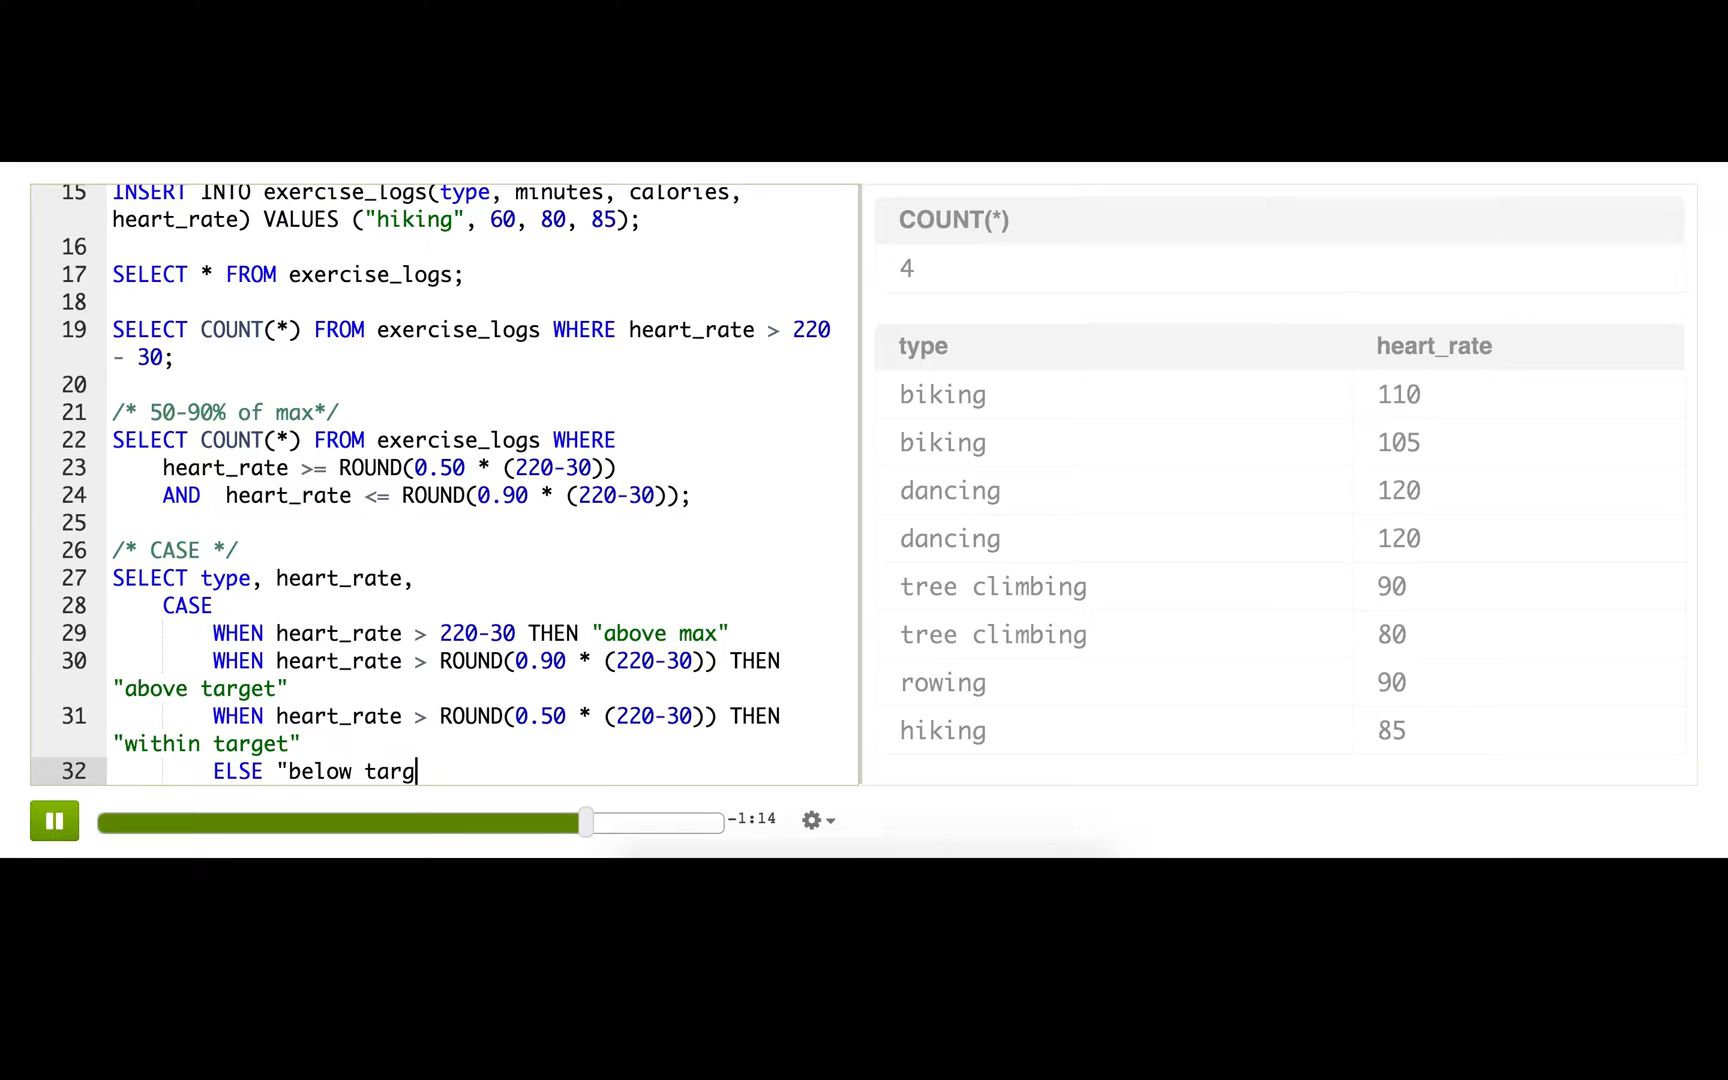 15 INSERT INTO exercise_logs(type, minutes, calories,
heart_rate) VALUES ("hiking", 60, 80, 85);
16
17 SELECT * FROM exercise_logs;
18
19 SELECT COUNT(*) FROM exercise_logs WHERE heart_rate > 220
- 30;
20
21 /* 50-90% of max*/
22 SELECT COUNT(*) FROM exercise_logs WHERE
23 heart_rate >= ROUND(0.50 * (220-30))
24 AND  heart_rate <= ROUND(0.90 * (220-30));
25
26 /* CASE */
27 SELECT type, heart_rate,
28 CASE
29 WHEN heart_rate > 220-30 THEN "above max"
30 WHEN heart_rate > ROUND(0.90 * (220-30)) THEN
"above target"
31 WHEN heart_rate > ROUND(0.50 * (220-30)) THEN
"within target"
32 ELSE "below targ
-1:14
COUNT(*)
4
type heart_rate
biking 110
biking 105
dancing 120
dancing 120
tree climbing 90
tree climbing 80
rowing 90
hiking 85